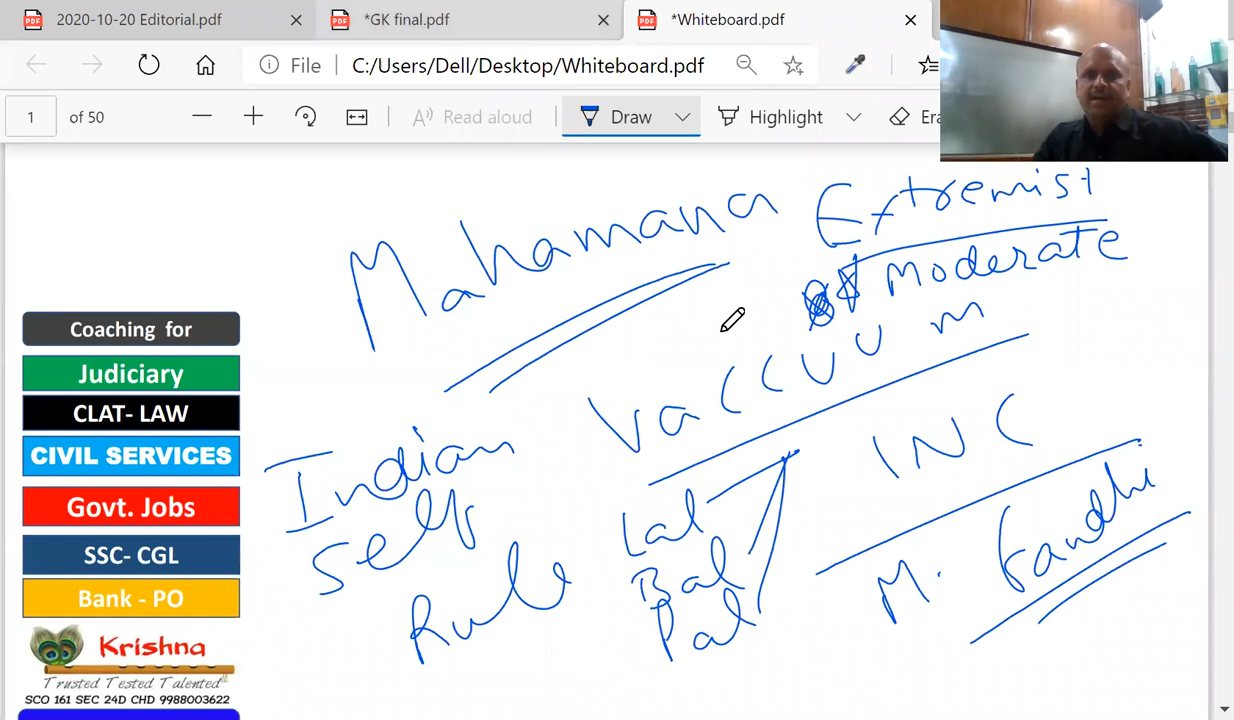 2020-10-20 Editorial.pdf
*GK final.pdf
*Whiteboard.pdf
File C:/Users/Dell/Desktop/Whiteboard.pdf
1 of 50
Read aloud
Draw
Highlight
Era
Mahamana
Extremist
Moderate
Vaccuum
INC
M. Gandhi
Lal
Bal
Pal
Indian
Self
Rule
Coaching for
Judiciary
CLAT- LAW
CIVIL SERVICES
Govt. Jobs
SSC- CGL
Bank - PO
Krishna
Trusted Tested Talented
SCO 161 SEC 24D CHD 9988003622